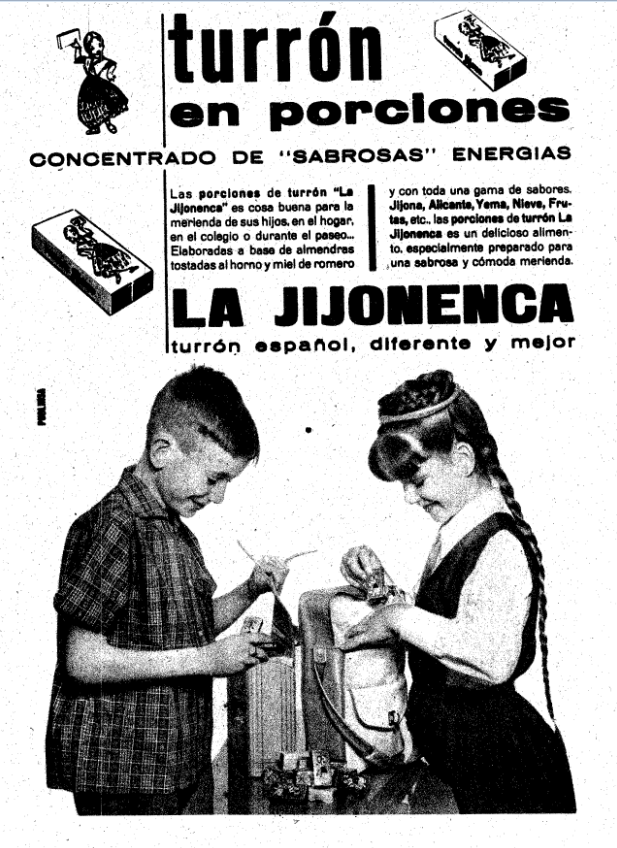 turrón
en porciones
turrón jijona
CONCENTRADO DE "SABROSAS" ENERGIAS
Las porciones de turrón "La
Jijonenca" es cosa buena para la
merienda de sus hijos, en el hogar,
en el colegio o durante el paseo...
Elaboradas a base de almendras
tostadas al horno y miel de romero
y con toda una gama de sabores.
Jijona, Alicante, Yema, Nieve, Fru-
tas, etc., las porciones de turrón La
Jijonenca es un delicioso alimen-
to, especialmente preparado para
una sabrosa y cómoda merienda.
LA JIJONENCA
turrón español, diferente y mejor